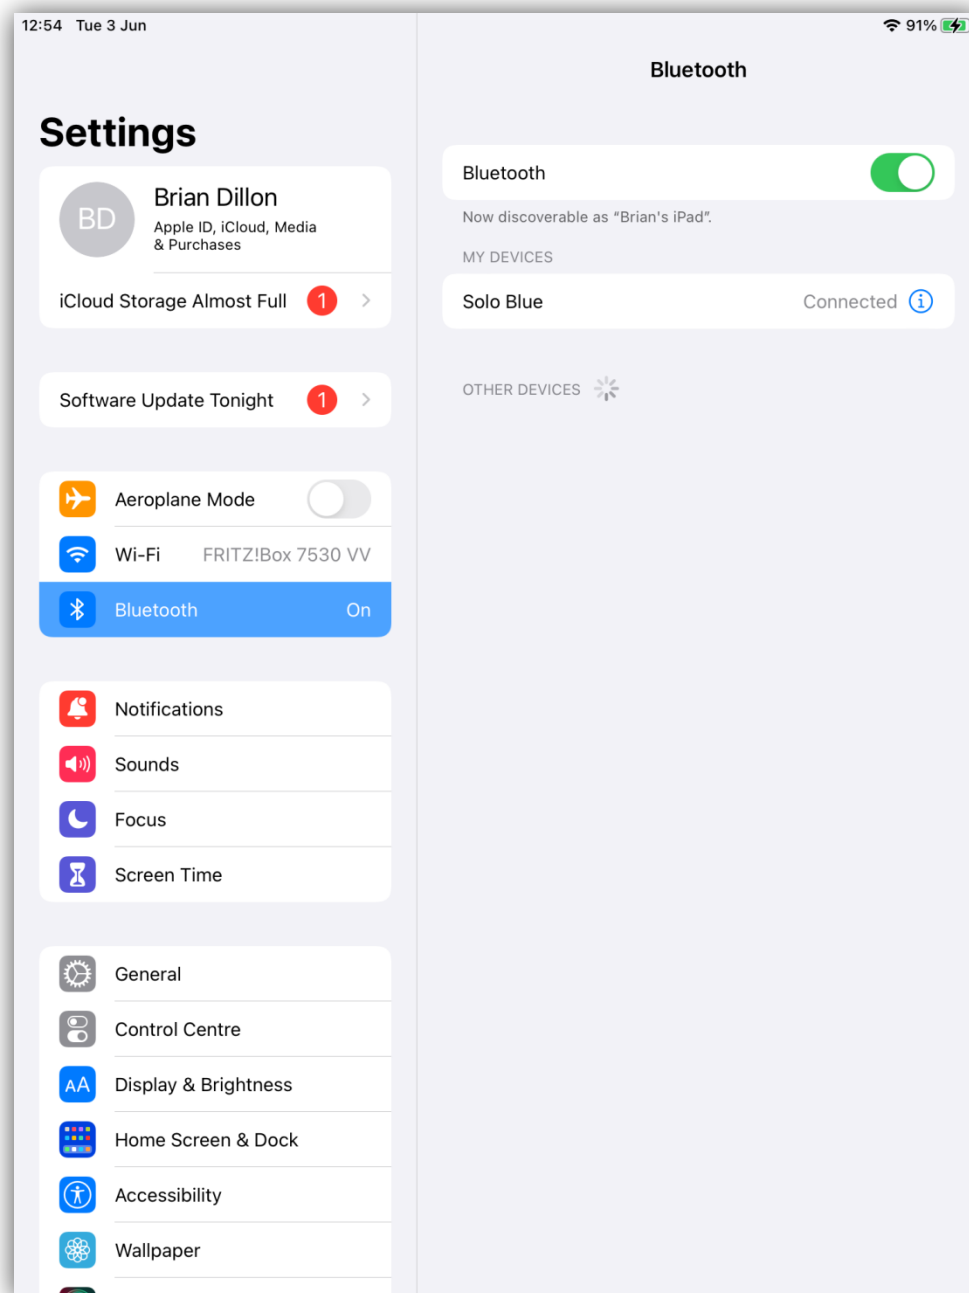 12:54 Tue 3 Jun
91%
Settings
BD
Brian Dillon
Apple ID, iCloud, Media
& Purchases
iCloud Storage Almost Full 1
Software Update Tonight 1
Aeroplane Mode
Wi-Fi FRITZ!Box 7530 VV
Bluetooth On
Notifications
Sounds
Focus
Screen Time
General
Control Centre
AA Display & Brightness
Home Screen & Dock
Accessibility
Wallpaper
Bluetooth
Bluetooth
Now discoverable as “Brian's iPad”.
MY DEVICES
Solo Blue Connected i
OTHER DEVICES